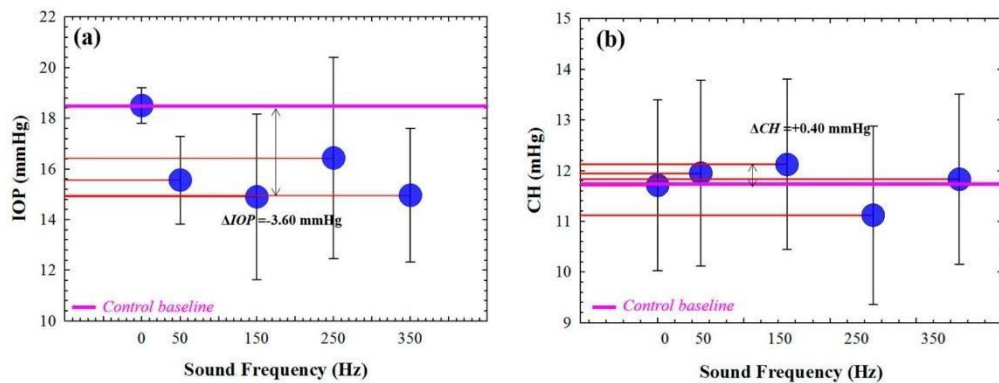 (a)
22
20
18
16
14
12
10
IOP (mmHg)
ΔIOP =-3.60 mmHg
Control baseline
0 50 150 250 350
Sound Frequency (Hz)
(b)
15
14
13
12
11
10
9
CH (mmHg)
ΔCH =+0.40 mmHg
Control baseline
0 50 150 250 350
Sound Frequency (Hz)